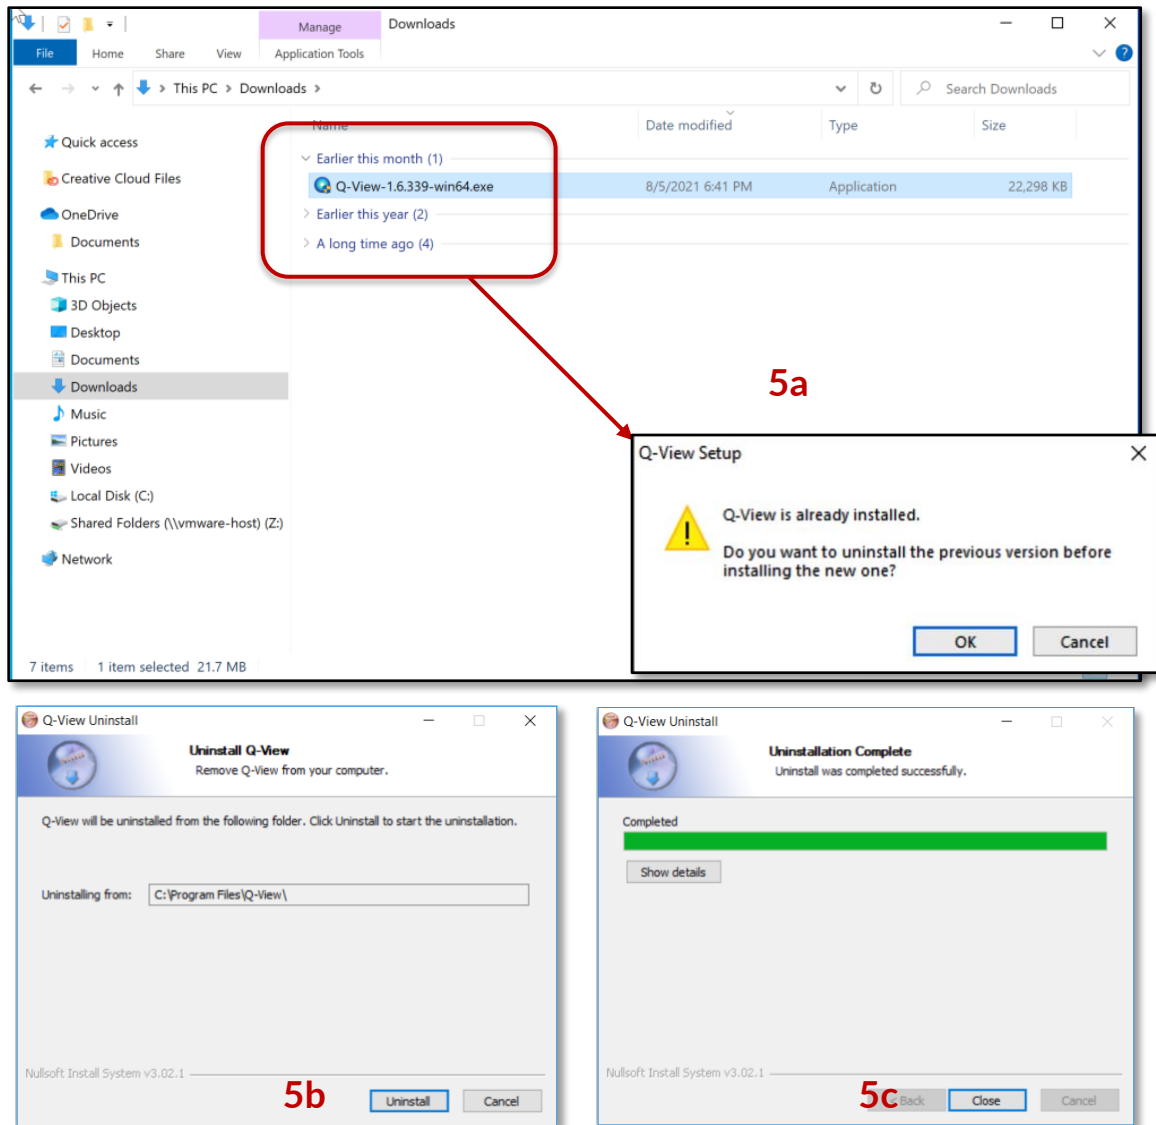 Manage
Downloads
File
Home
Share
View
Application Tools
This PC > Downloads >
Search Downloads
Name
Date modified
Type
Size
Quick access
Creative Cloud Files
OneDrive
Documents
This PC
3D Objects
Desktop
Documents
Downloads
Music
Pictures
Videos
Local Disk (C:)
Shared Folders (\\vmware-host) (Z:)
Network
Earlier this month (1)
Q-View-1.6.339-win64.exe 8/5/2021 6:41 PM Application 22,298 KB
Earlier this year (2)
A long time ago (4)
5a
Q-View Setup
Q-View is already installed.
Do you want to uninstall the previous version before
installing the new one?
OK
Cancel
7 items 1 item selected 21.7 MB
Q-View Uninstall
Uninstall Q-View
Remove Q-View from your computer.
Q-View will be uninstalled from the following folder. Click Uninstall to start the uninstallation.
Uninstalling from: C:\Program Files\Q-View\
Nullsoft Install System v3.02.1
5b
Uninstall
Cancel
Q-View Uninstall
Uninstallation Complete
Uninstall was completed successfully.
Completed
Show details
Nullsoft Install System v3.02.1
5c
< Back
Close
Cancel